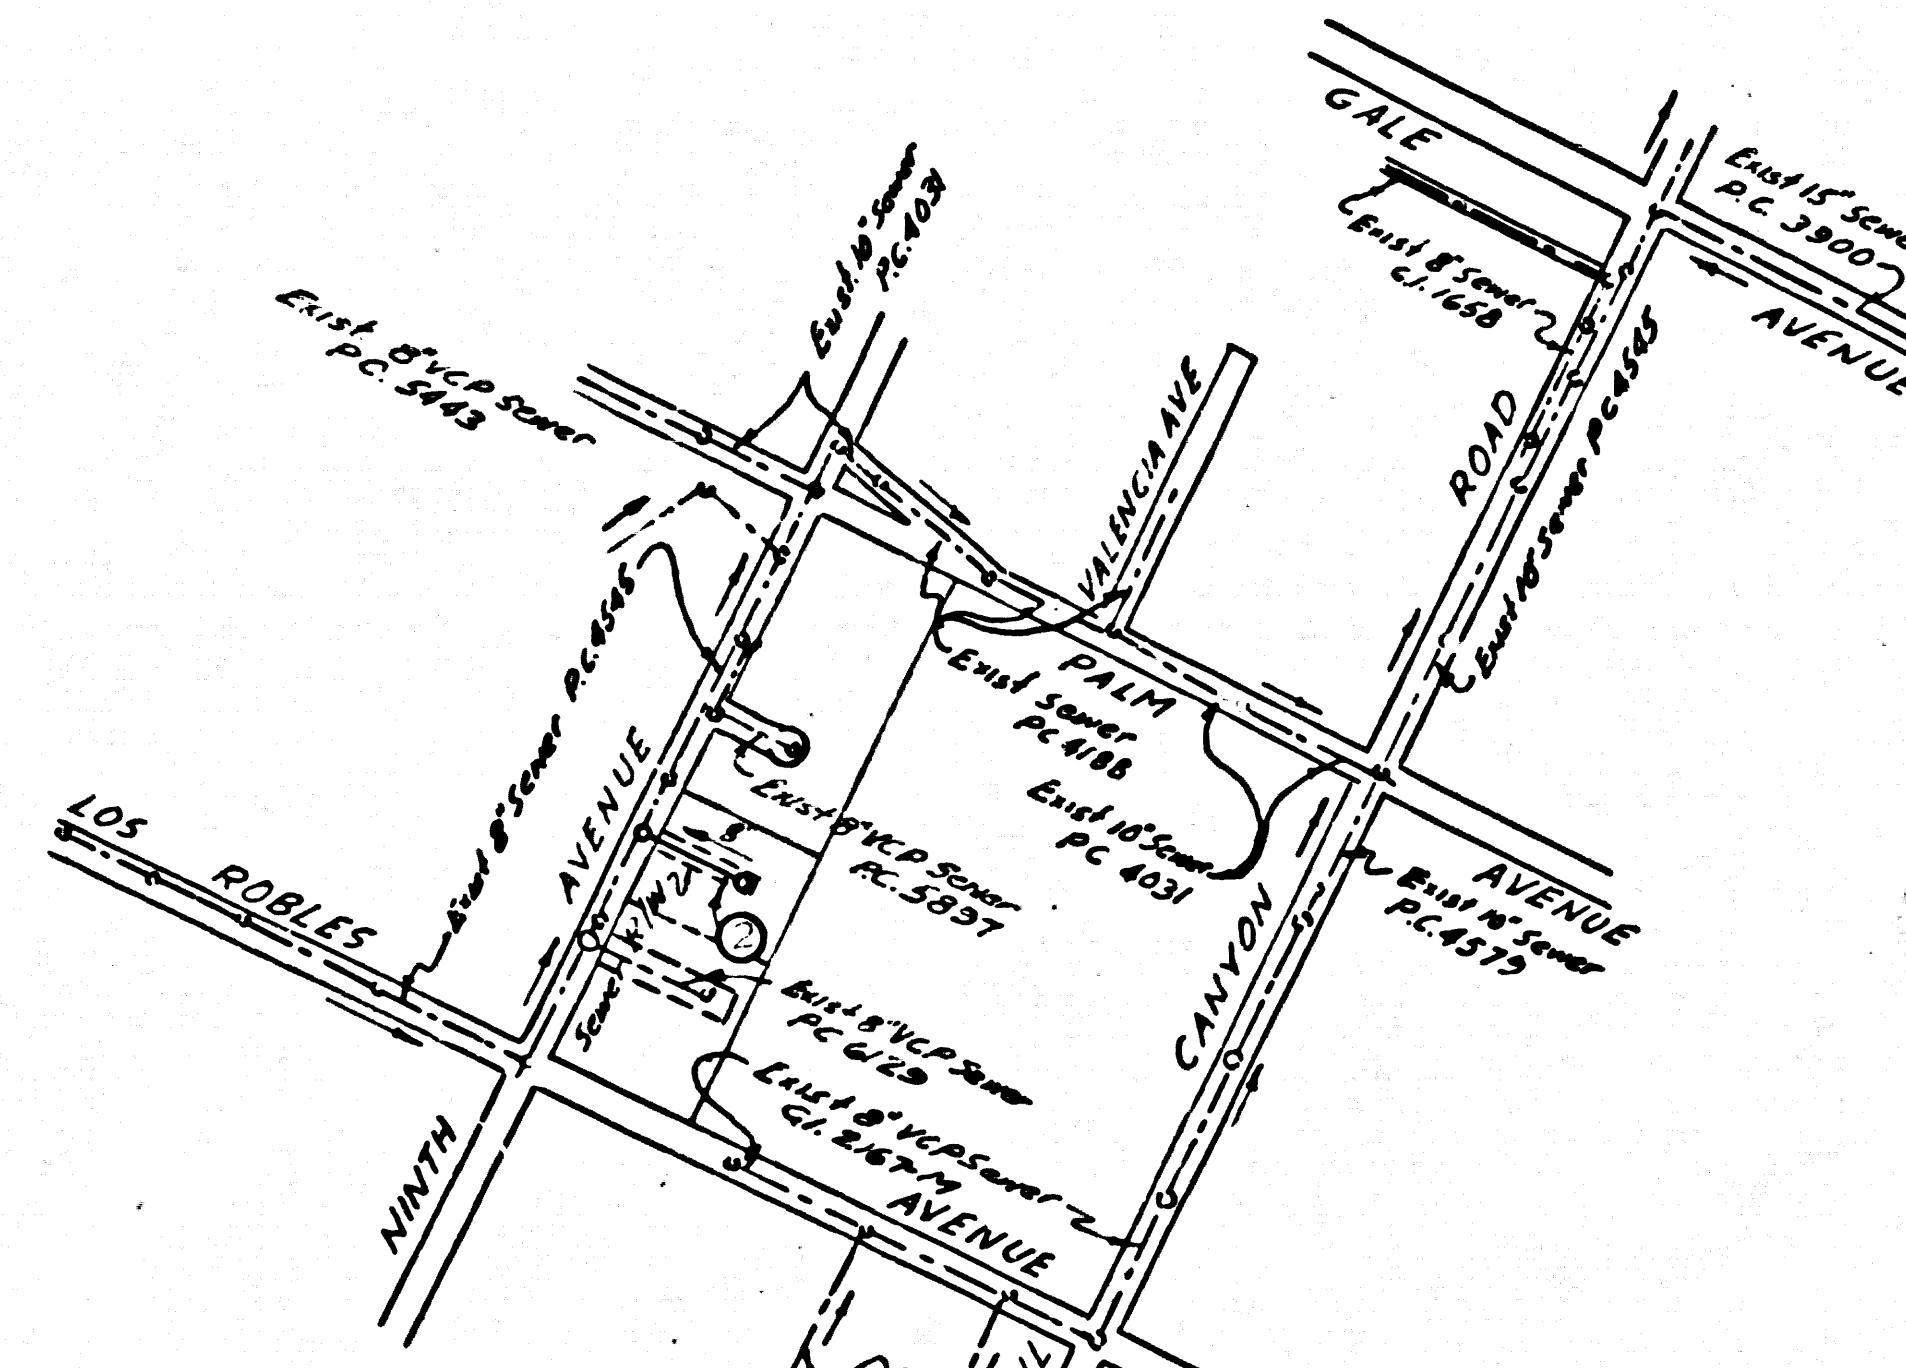 GALE
Exist 15" Sewer
P.C. 3900
AVENUE
Exist. 10" Sewer
P.C. 4031
Exist 8" Sewer
C.I. 1658
Exist. 8" VCP Sewer
P.C. 5443
VALENCIA AVE
ROAD
Exist 10" Sewer PC 4545
Exist 8" Sewer P.C. 4545
PALM
Exist
Sewer
PC 4188
Exist 10" Sewer
PC 4031
AVENUE
Exist 8" VCP Sewer
P.C. 5837
AVENUE
Exist 10" Sewer
P.C. 4579
LOS
ROBLES
8"
Sewer R/W 2
2
CANYON
Exist 8" VCP Sewer
PC 6129
Exist 8" VCP Sewer
C.I. 2167-M
AVENUE
NINTH